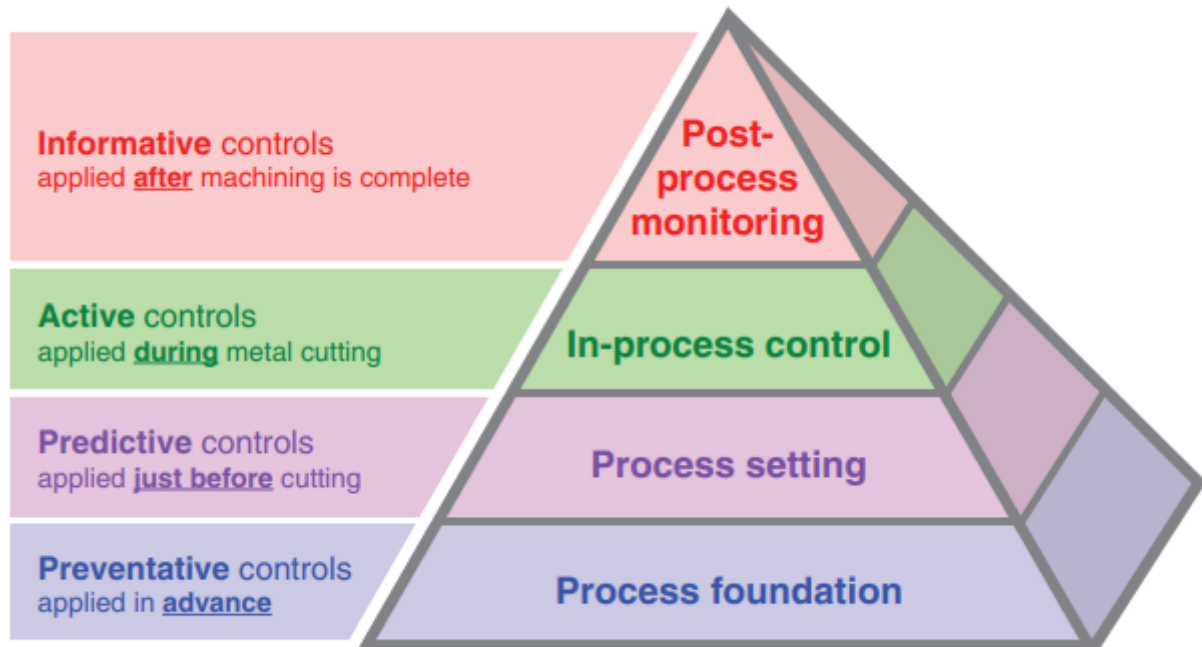 Informative controls
applied after machining is complete
Post-
process
monitoring
Active controls
applied during metal cutting
In-process control
Predictive controls
applied just before cutting
Process setting
Preventative controls
applied in advance
Process foundation